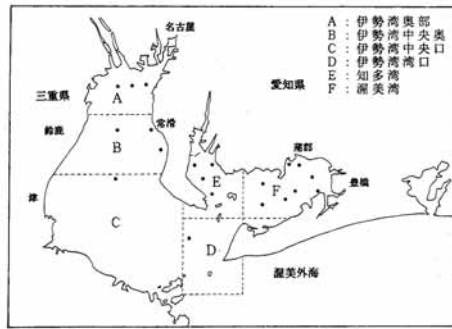 名古屋
A：伊勢湾奥部
B：伊勢湾中央奥
C：伊勢湾中央口
D：伊勢湾湾口
E：知多湾
F：渥美湾
三重県
愛知県
A
鈴鹿
常滑
B
蒲郡
豊橋
E
F
津
C
D
渥美外海